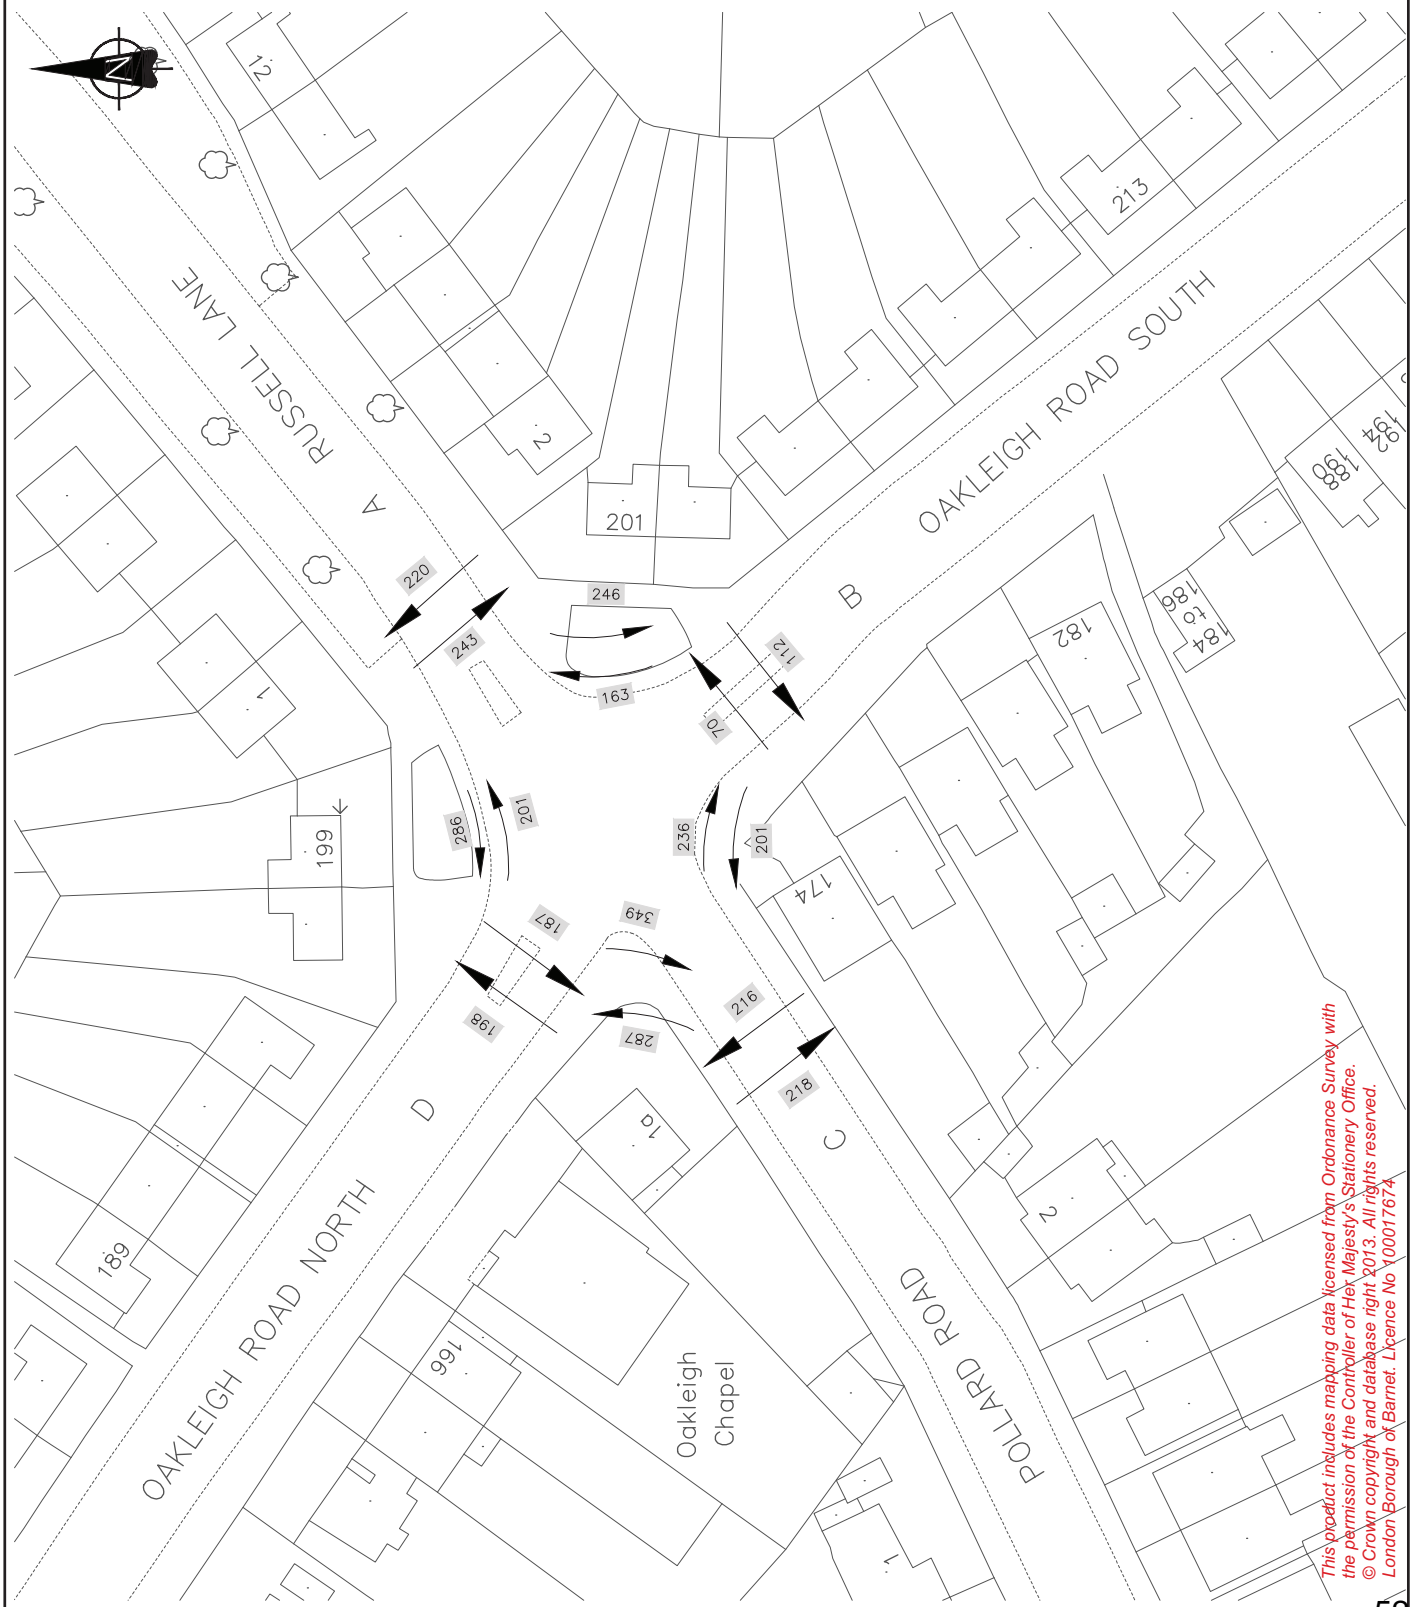 N
12
RUSSELL LANE
A
2
201
213
OAKLEIGH ROAD SOUTH
B
220
243
246
163
112
70
192
194
188
190
182
184
to
186
1
199
286
201
236
201
174
187
198
349
287
216
218
D
C
1a
2
189
OAKLEIGH ROAD NORTH
166
Oakleigh
Chapel
POLLARD ROAD
1
This product includes mapping data licensed from Ordonance Survey with
the permission of the Controller of Her Majesty's Stationery Office.
© Crown copyright and database right 2013. All rights reserved.
London Borough of Barnet. Licence No 100017674